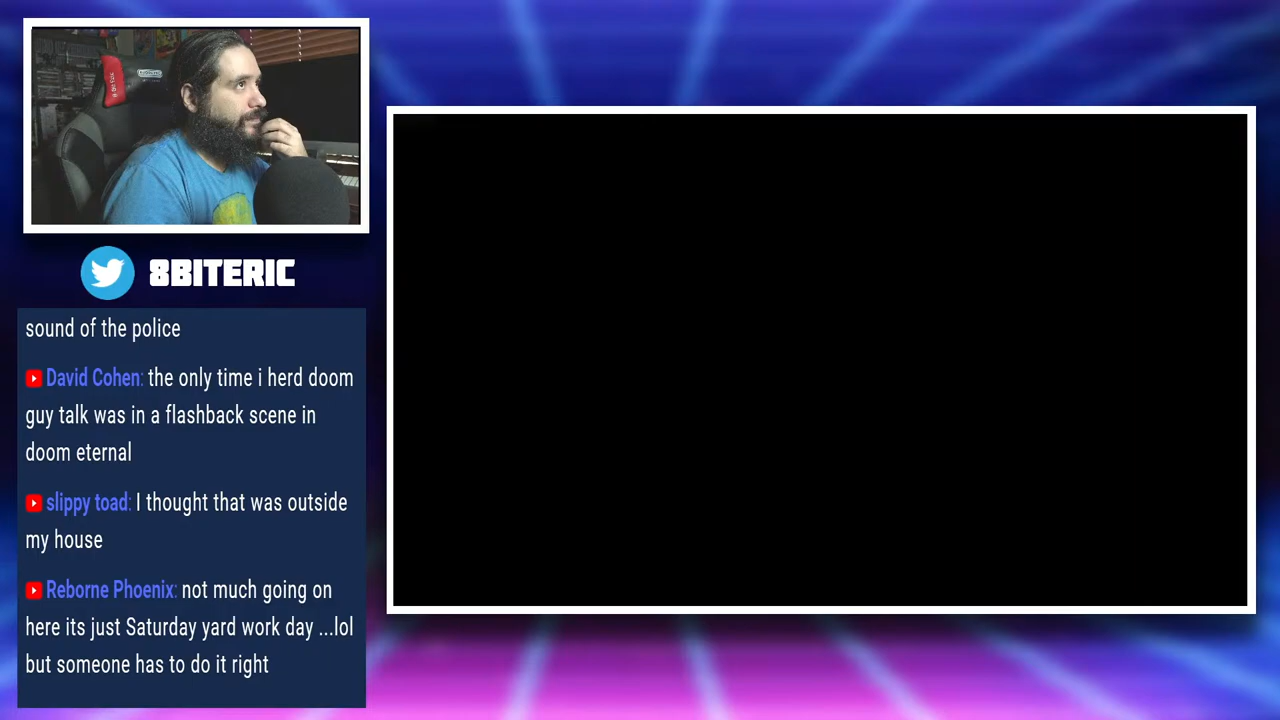 8BITERIC
sound of the police
David Cohen: the only time i herd doom
guy talk was in a flashback scene in
doom eternal
slippy toad: I thought that was outside
my house
Reborne Phoenix: not much going on
here its just Saturday yard work day ...lol
but someone has to do it right